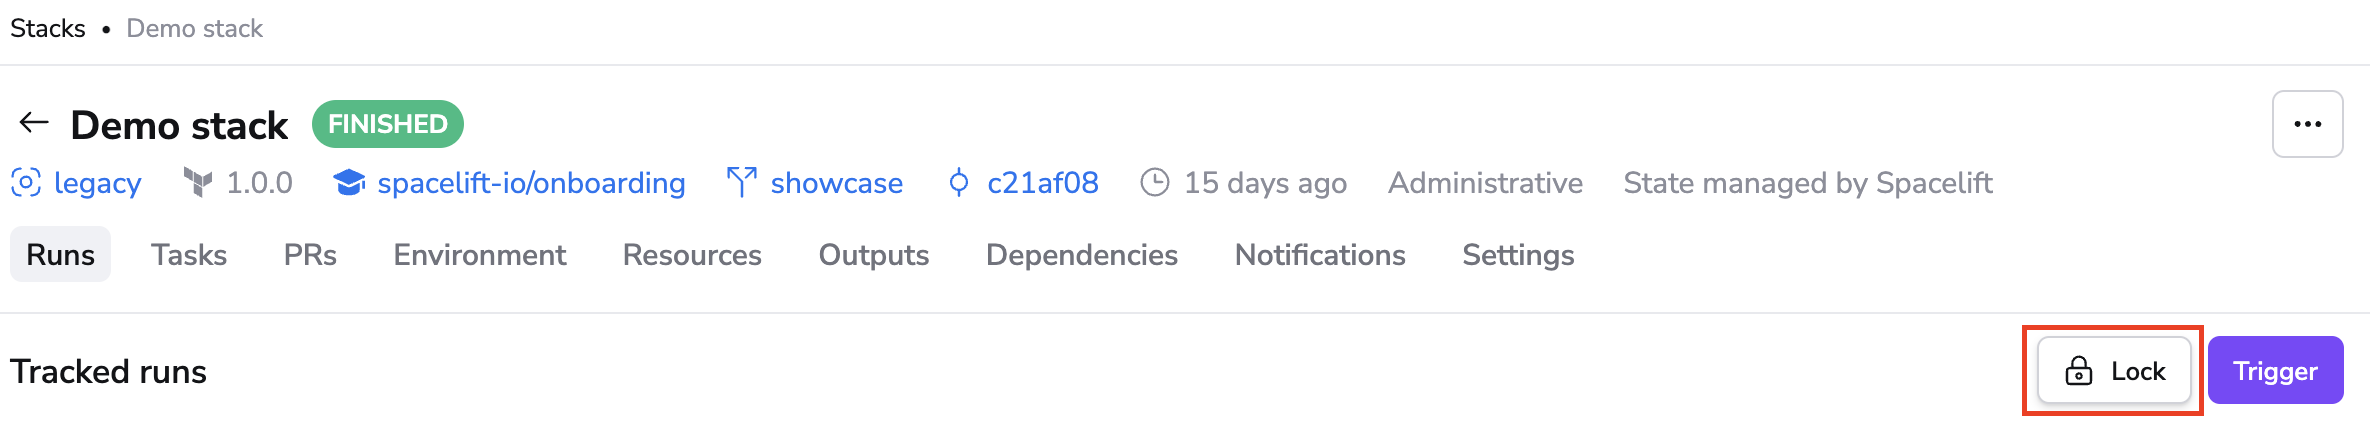 Stacks • Demo stack
Demo stack FINISHED
legacy 1.0.0 spacelift-io/onboarding showcase c21af08 15 days ago Administrative State managed by Spacelift
Runs Tasks PRs Environment Resources Outputs Dependencies Notifications Settings
Tracked runs Lock Trigger